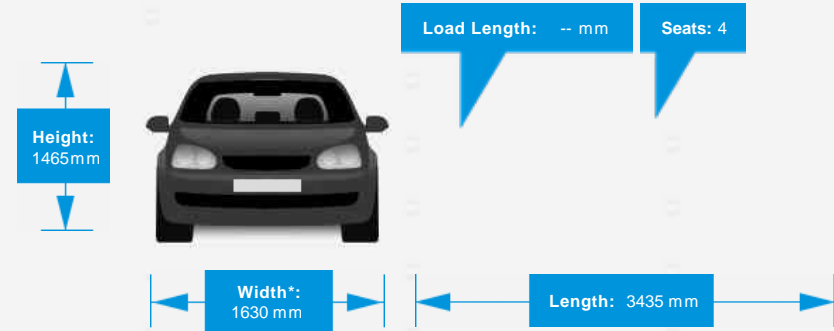 Load Length: -- mm
Seats: 4
Height:
1465mm
Width*:
1630 mm
Length: 3435 mm